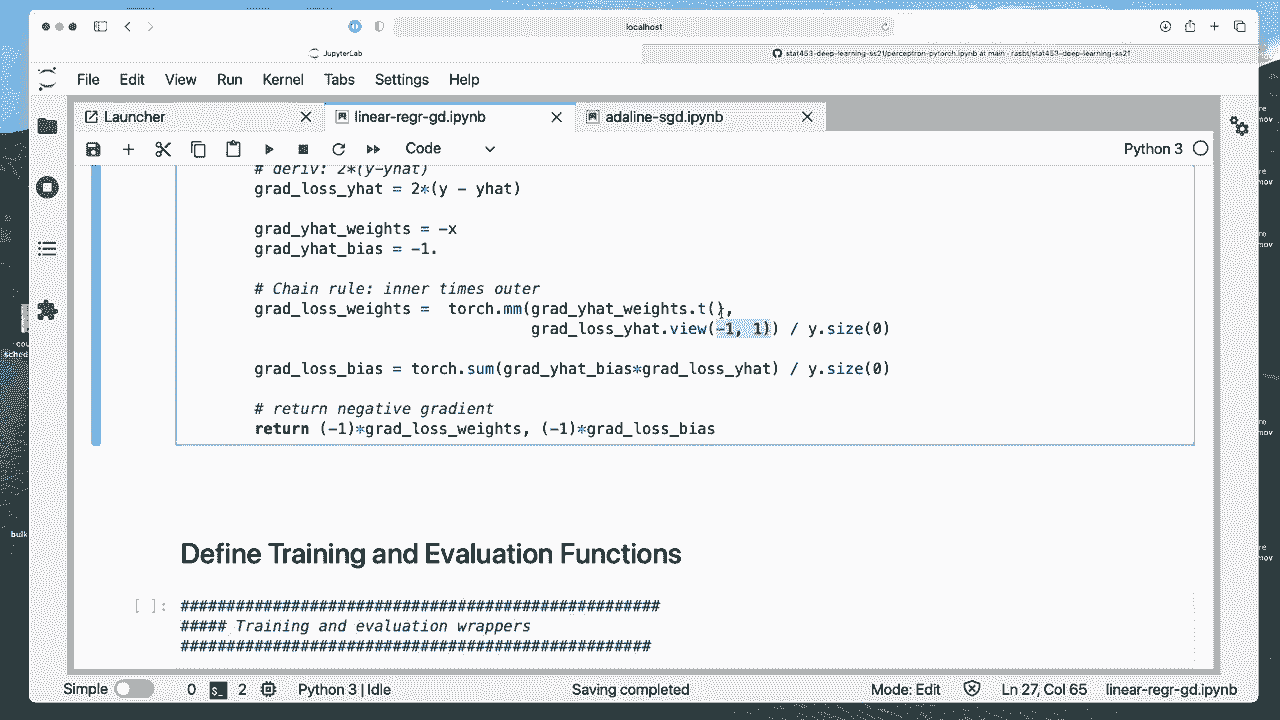 localhost
JupyterLab
stat453-deep-learning-ss21/perceptron-pytorch.ipynb at main · rasbt/stat453-deep-learning-ss21
File Edit View Run Kernel Tabs Settings Help
Launcher
linear-regr-gd.ipynb
adaline-sgd.ipynb
Code
Python 3
# deriv: 2*(y-yhat)
grad_loss_yhat = 2*(y - yhat)
grad_yhat_weights = -x
grad_yhat_bias = -1.
# Chain rule: inner times outer
grad_loss_weights =  torch.mm(grad_yhat_weights.t(),
grad_loss_yhat.view(-1, 1)) / y.size(0)
grad_loss_bias = torch.sum(grad_yhat_bias*grad_loss_yhat) / y.size(0)
# return negative gradient
return (-1)*grad_loss_weights, (-1)*grad_loss_bias
Define Training and Evaluation Functions
[ ]: ####################################################
##### Training and evaluation wrappers
###################################################
Simple 0 2 Python 3 | Idle Saving completed Mode: Edit Ln 27, Col 65 linear-regr-gd.ipynb
bulk